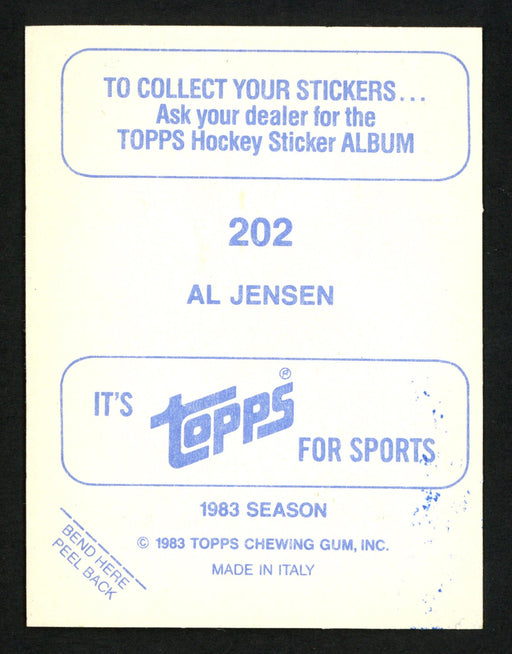 TO COLLECT YOUR STICKERS...
Ask your dealer for the
TOPPS Hockey Sticker ALBUM
202
AL JENSEN
IT'S
topps®
FOR SPORTS
1983 SEASON
© 1983 TOPPS CHEWING GUM, INC.
MADE IN ITALY
BEND HERE
PEEL BACK